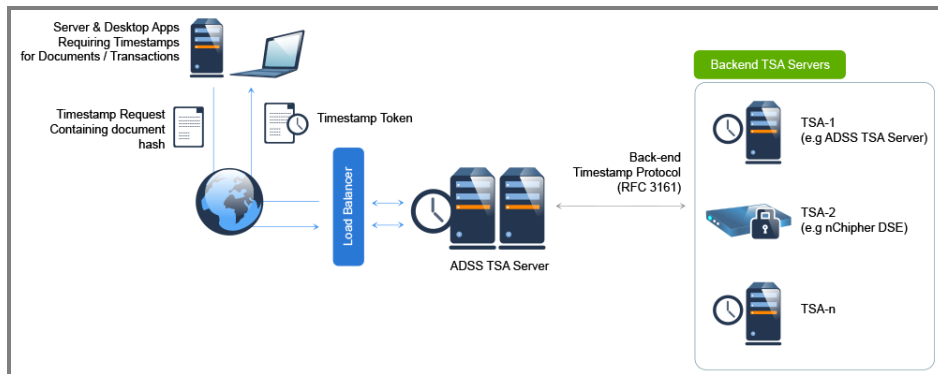 Server & Desktop Apps
Requiring Timestamps
for Documents / Transactions
Timestamp Request
Containing document
hash
Timestamp Token
Load Balancer
ADSS TSA Server
Back-end
Timestamp Protocol
(RFC 3161)
Backend TSA Servers
TSA-1
(e.g ADSS TSA Server)
TSA-2
(e.g nChipher DSE)
TSA-n